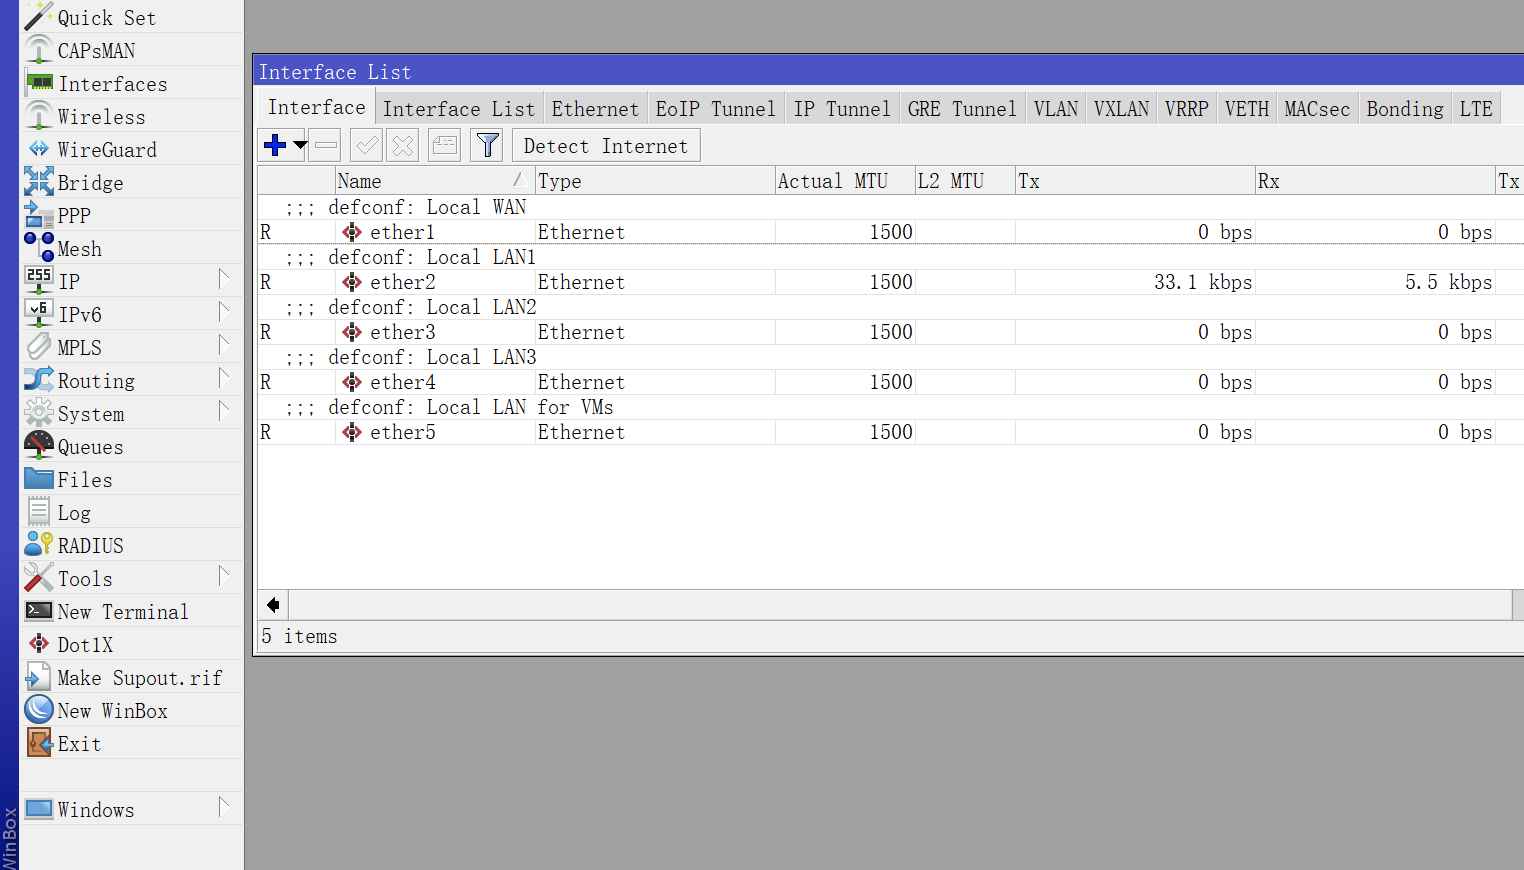 Quick Set
CAPsMAN
Interfaces
Wireless
WireGuard
Bridge
PPP
Mesh
255 IP
v6 IPv6
MPLS
Routing
System
Queues
Files
Log
RADIUS
Tools
New Terminal
Dot1X
Make Supout.rif
New WinBox
Exit
Windows
WinBox
Interface List
Interface Interface List Ethernet EoIP Tunnel IP Tunnel GRE Tunnel VLAN VXLAN VRRP VETH MACsec Bonding LTE
Detect Internet
Name Type Actual MTU L2 MTU Tx Rx Tx
;;; defconf: Local WAN
R ether1 Ethernet 1500 0 bps 0 bps
;;; defconf: Local LAN1
R ether2 Ethernet 1500 33.1 kbps 5.5 kbps
;;; defconf: Local LAN2
R ether3 Ethernet 1500 0 bps 0 bps
;;; defconf: Local LAN3
R ether4 Ethernet 1500 0 bps 0 bps
;;; defconf: Local LAN for VMs
R ether5 Ethernet 1500 0 bps 0 bps
5 items